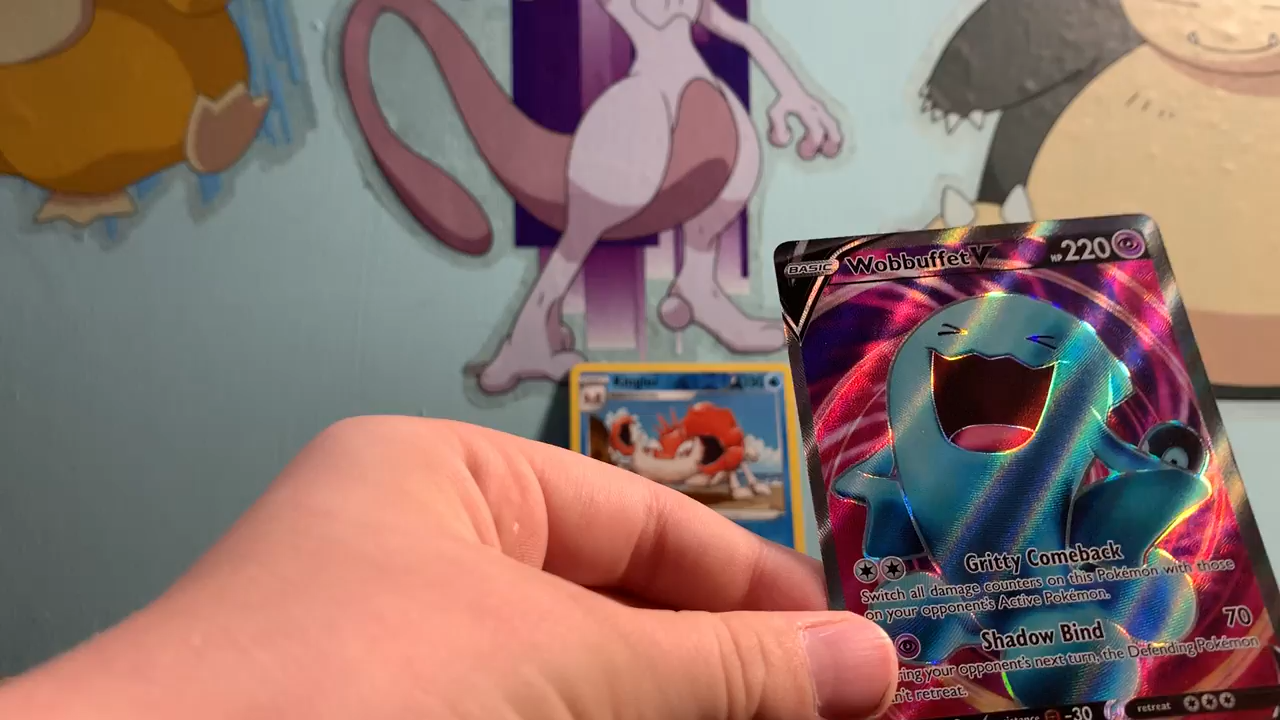 BASIC Wobbuffet V HP 220
Kingler
Gritty Comeback
Switch all damage counters on this Pokémon with those
on your opponent's Active Pokémon.
Shadow Bind 70
ring your opponent's next turn, the Defending Pokémon
n't retreat.
-30 retreat